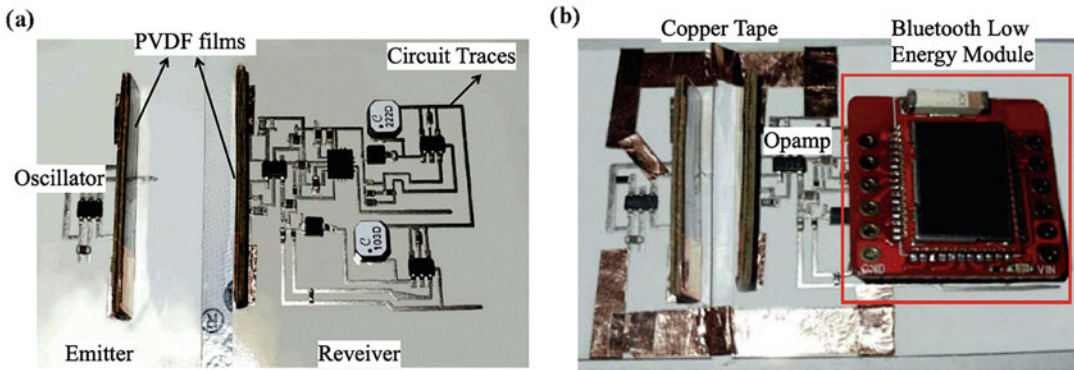 (a)
PVDF films
Circuit Traces
Oscillator
222D
103D
Emitter
Reveiver
(b)
Copper Tape
Bluetooth Low
Energy Module
Opamp
GND
VIN